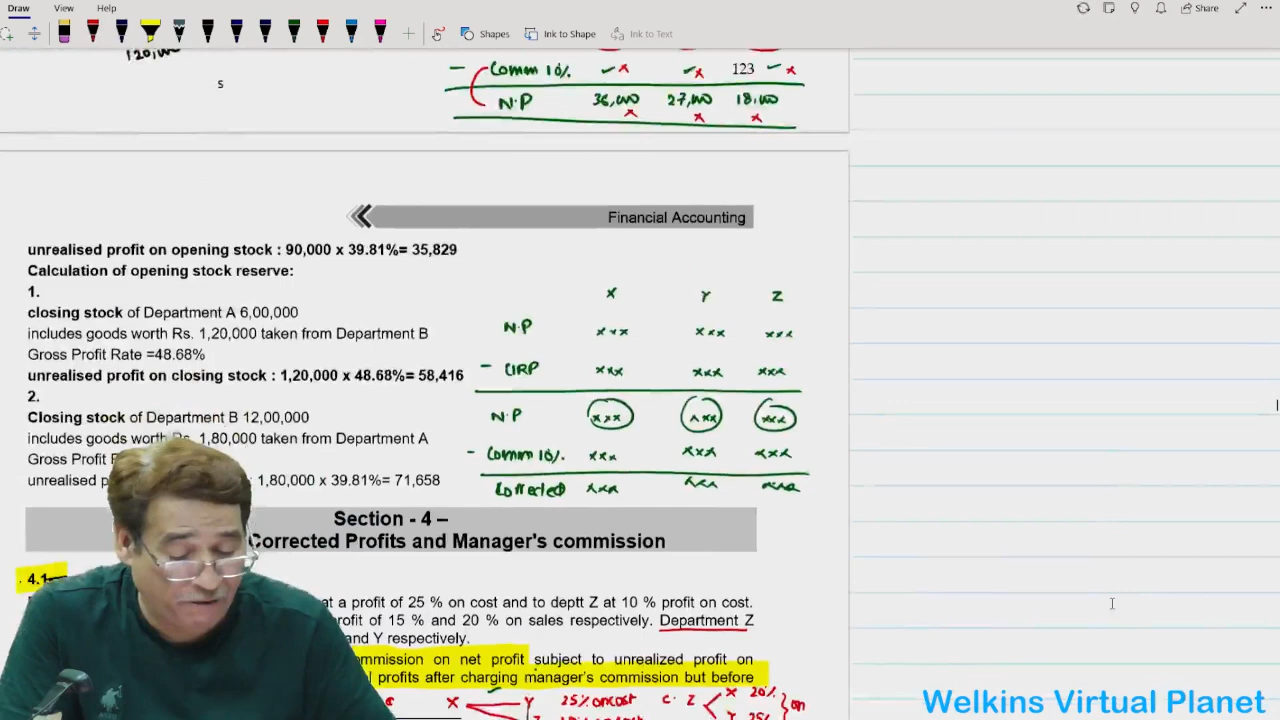 Draw View Help Share
Shapes Ink to Shape Ink to Text
120,000
5
- Comm 10% 123
N.P 36,000 27,000 18,000
Financial Accounting
unrealised profit on opening stock : 90,000 x 39.81%= 35,829
Calculation of opening stock reserve:
1.
closing stock of Department A 6,00,000
includes goods worth Rs. 1,20,000 taken from Department B
Gross Profit Rate =48.68%
unrealised profit on closing stock : 1,20,000 x 48.68%= 58,416
2.
Closing stock of Department B 12,00,000
includes goods worth Rs. 1,80,000 taken from Department A
Gross Profit
unrealised 1,80,000 x 39.81%= 71,658
X Y Z
N.P xxx xxx xxx
- URP xxx xxx xxx
N.P xxx xxx xxx
- Comm 10% xxx xxx xxx
Corrected xxx xxx xxx
Section - 4 –
Corrected Profits and Manager's commission
4.1
at a profit of 25 % on cost and to deptt Z at 10 % profit on cost.
profit of 15 % and 20 % on sales respectively. Department Z
and Y respectively.
commission on net profit subject to unrealized profit on
profits after charging manager's commission but before
X Y 25% on cost C. Z X 20% on
Welkins Virtual Planet